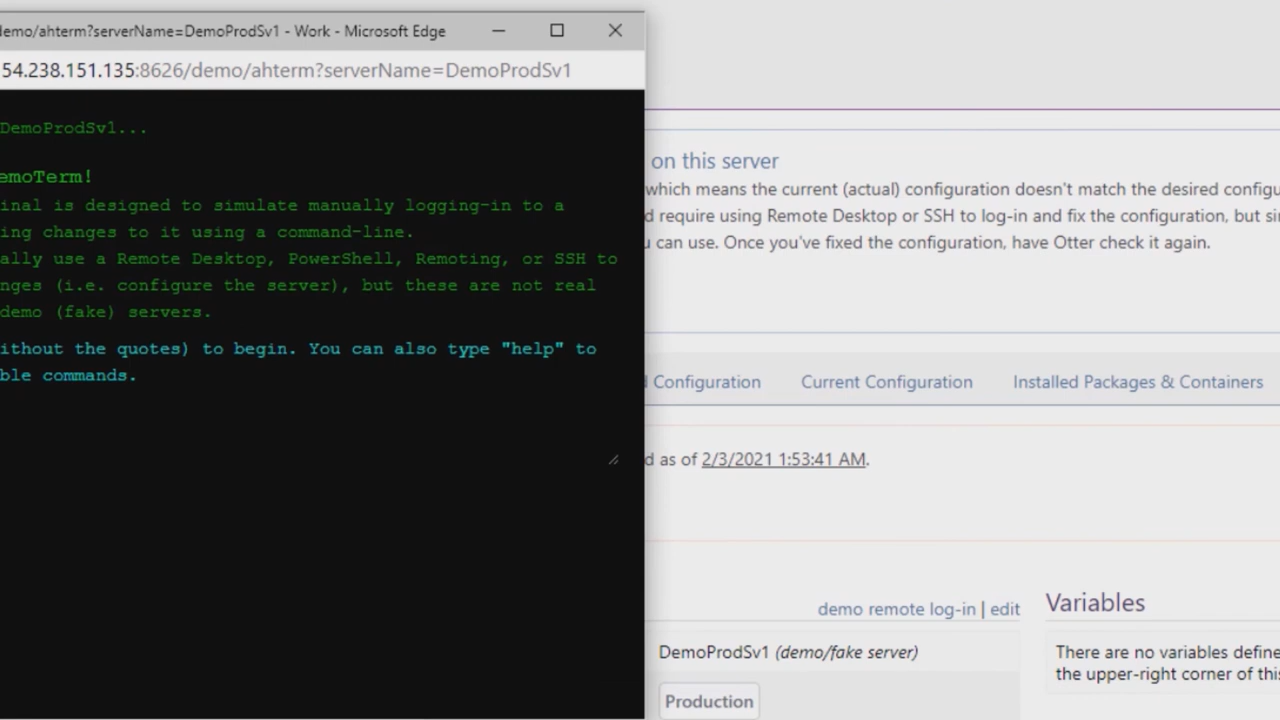 demo/ahterm?serverName=DemoProdSv1 - Work - Microsoft Edge
54.238.151.135:8626/demo/ahterm?serverName=DemoProdSv1
DemoProdSv1...
emoTerm!
inal is designed to simulate manually logging-in to a
ing changes to it using a command-line.
ally use a Remote Desktop, PowerShell, Remoting, or SSH to
nges (i.e. configure the server), but these are not real
demo (fake) servers.
ithout the quotes) to begin. You can also type "help" to
ble commands.
on this server
which means the current (actual) configuration doesn't match the desired configu
d require using Remote Desktop or SSH to log-in and fix the configuration, but si
u can use. Once you've fixed the configuration, have Otter check it again.
d Configuration Current Configuration Installed Packages & Containers
d as of 2/3/2021 1:53:41 AM.
demo remote log-in | edit
DemoProdSv1 (demo/fake server)
Production
Variables
There are no variables define
the upper-right corner of this